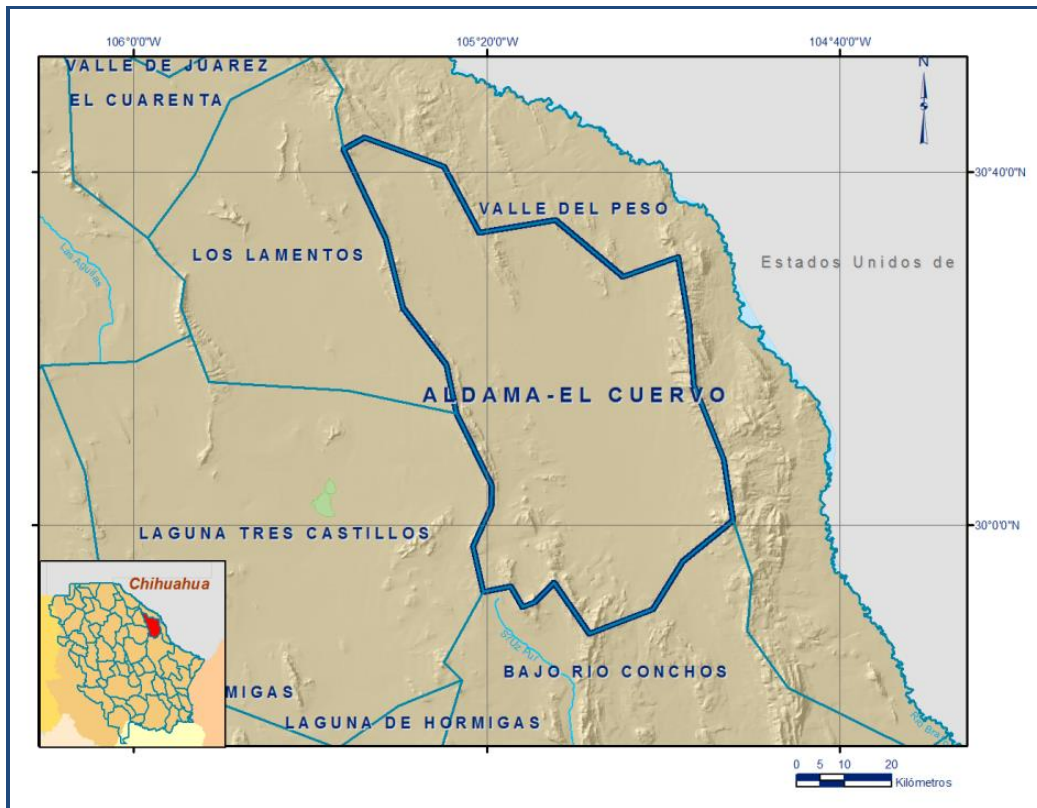 106°0'0"W
105°20'0"W
104°40'0"W
VALLE DE JUAREZ
N
EL CUARENTA
30°40'0"N
VALLE DEL PESO
LOS LAMENTOS
Estados Unidos de
Las Aguilas
ALDAMA-EL CUERVO
30°0'0"N
LAGUNA TRES CASTILLOS
Chihuahua
BAJO RIO CONCHOS
MIGAS
LAGUNA DE HORMIGAS
0 5 10 20
Kilómetros